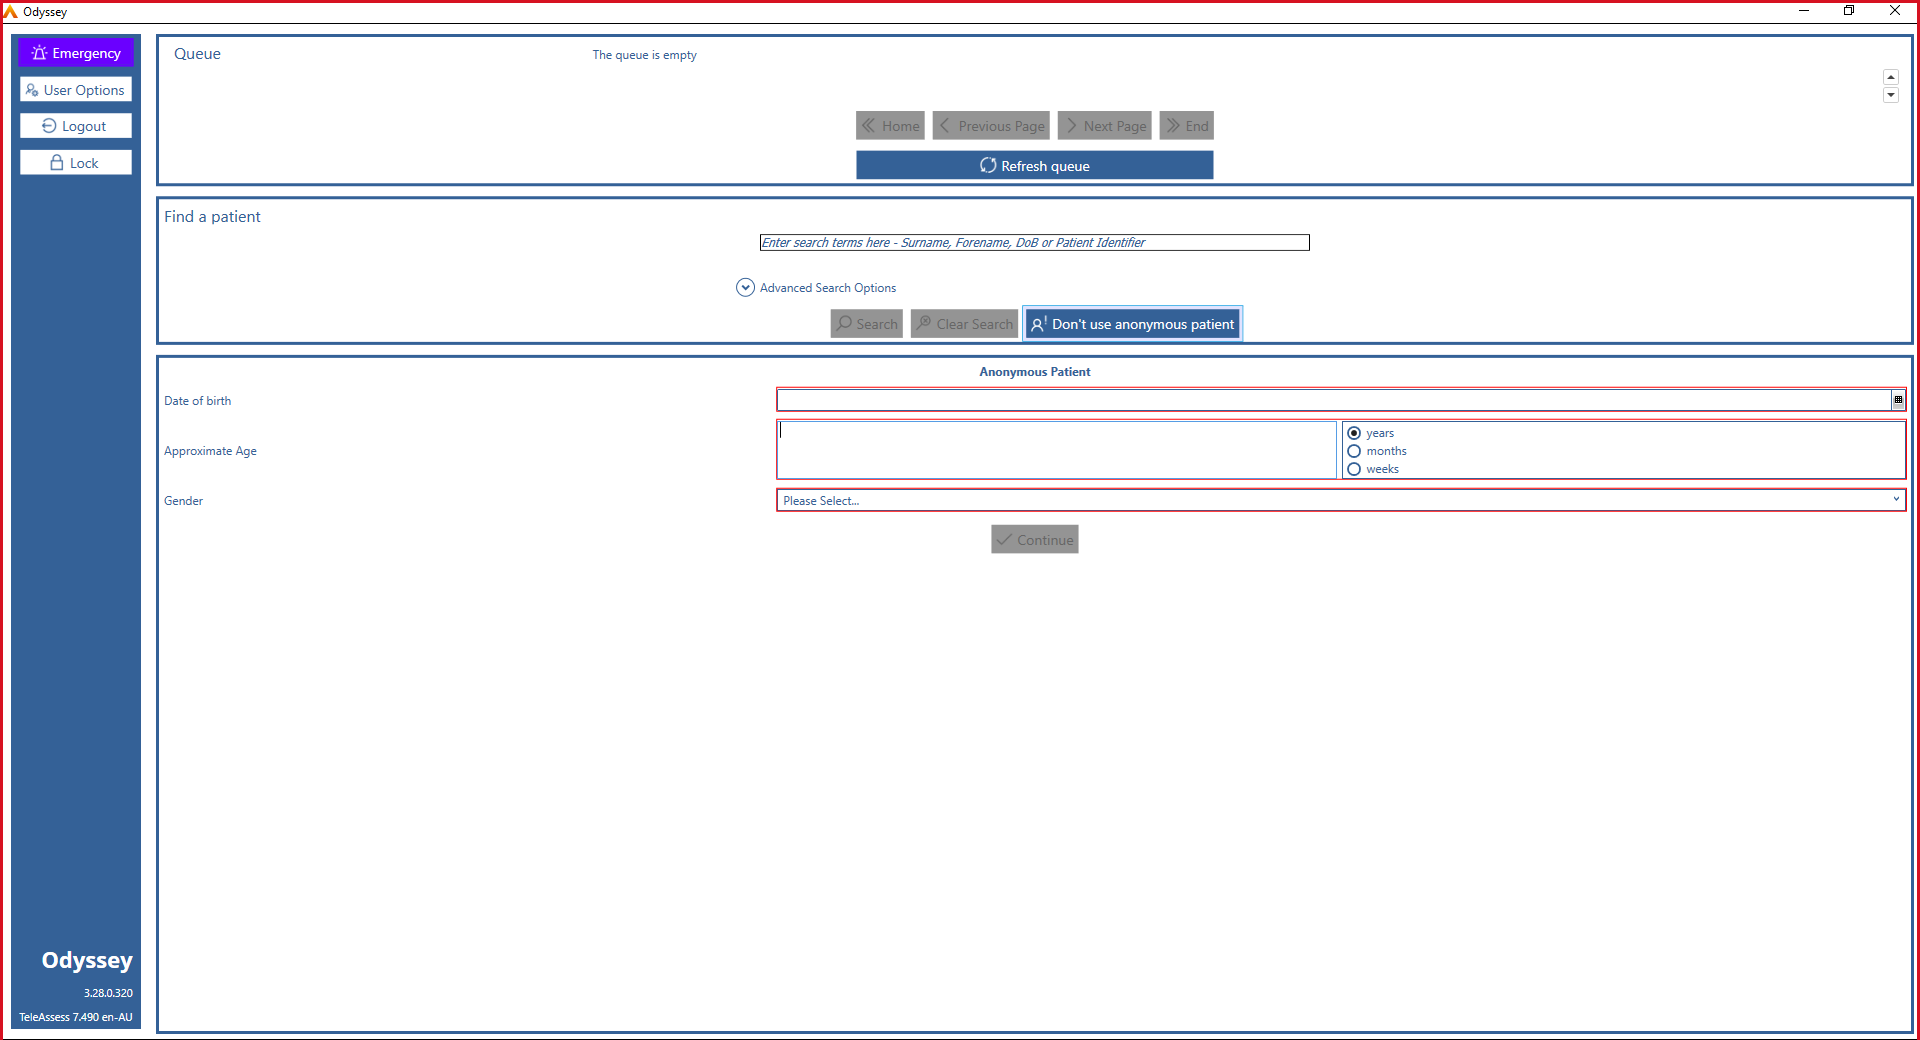 Odyssey
Emergency
User Options
Logout
Lock
Queue
The queue is empty
Home
Previous Page
Next Page
End
Refresh queue
Find a patient
Enter search terms here - Surname, Forename, DoB or Patient Identifier
Advanced Search Options
Search
Clear Search
Don't use anonymous patient
Anonymous Patient
Date of birth
Approximate Age
years
months
weeks
Gender
Please Select...
Continue
Odyssey
3.28.0.320
TeleAssess 7.490 en-AU